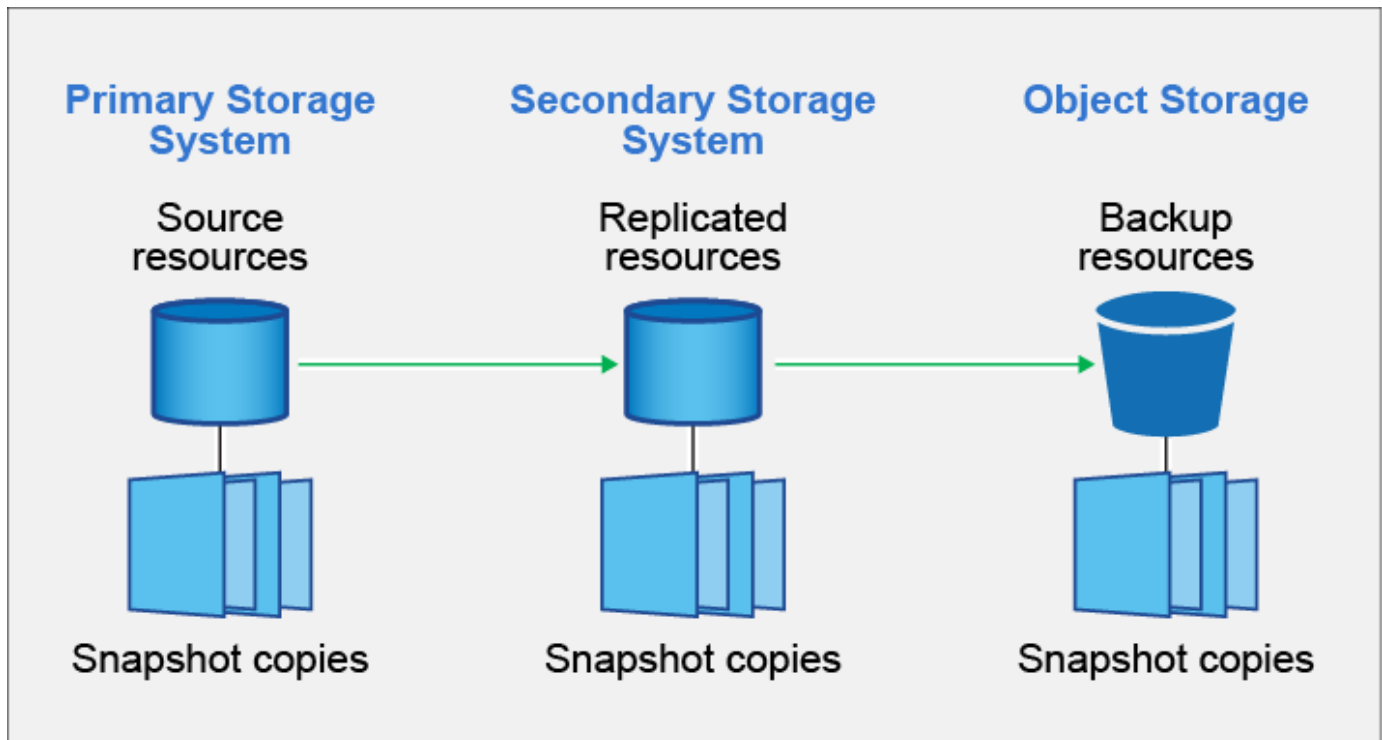 Primary Storage
System
Secondary Storage
System
Object Storage
Source
resources
Replicated
resources
Backup
resources
Snapshot copies
Snapshot copies
Snapshot copies